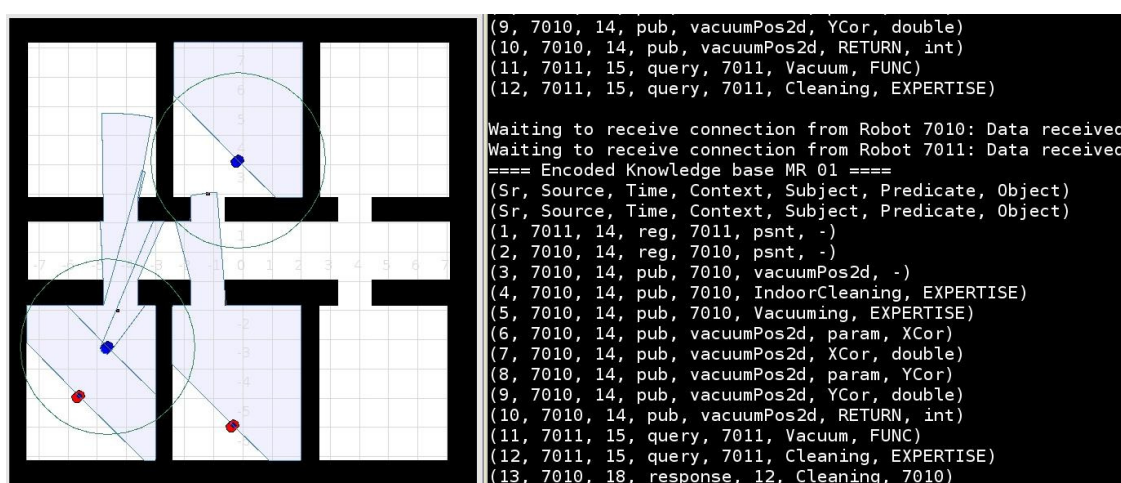 (9, 7010, 14, pub, vacuumPos2d, YCor, double)
(10, 7010, 14, pub, vacuumPos2d, RETURN, int)
(11, 7011, 15, query, 7011, Vacuum, FUNC)
(12, 7011, 15, query, 7011, Cleaning, EXPERTISE)
Waiting to receive connection from Robot 7010: Data received
Waiting to receive connection from Robot 7011: Data received
==== Encoded Knowledge base MR 01 ====
(Sr, Source, Time, Context, Subject, Predicate, Object)
(Sr, Source, Time, Context, Subject, Predicate, Object)
(1, 7011, 14, reg, 7011, psnt, -)
(2, 7010, 14, reg, 7010, psnt, -)
(3, 7010, 14, pub, 7010, vacuumPos2d, -)
(4, 7010, 14, pub, 7010, IndoorCleaning, EXPERTISE)
(5, 7010, 14, pub, 7010, Vacuuming, EXPERTISE)
(6, 7010, 14, pub, vacuumPos2d, param, XCor)
(7, 7010, 14, pub, vacuumPos2d, XCor, double)
(8, 7010, 14, pub, vacuumPos2d, param, YCor)
(9, 7010, 14, pub, vacuumPos2d, YCor, double)
(10, 7010, 14, pub, vacuumPos2d, RETURN, int)
(11, 7011, 15, query, 7011, Vacuum, FUNC)
(12, 7011, 15, query, 7011, Cleaning, EXPERTISE)
(13, 7010, 18, response, 12, Cleaning, 7010)